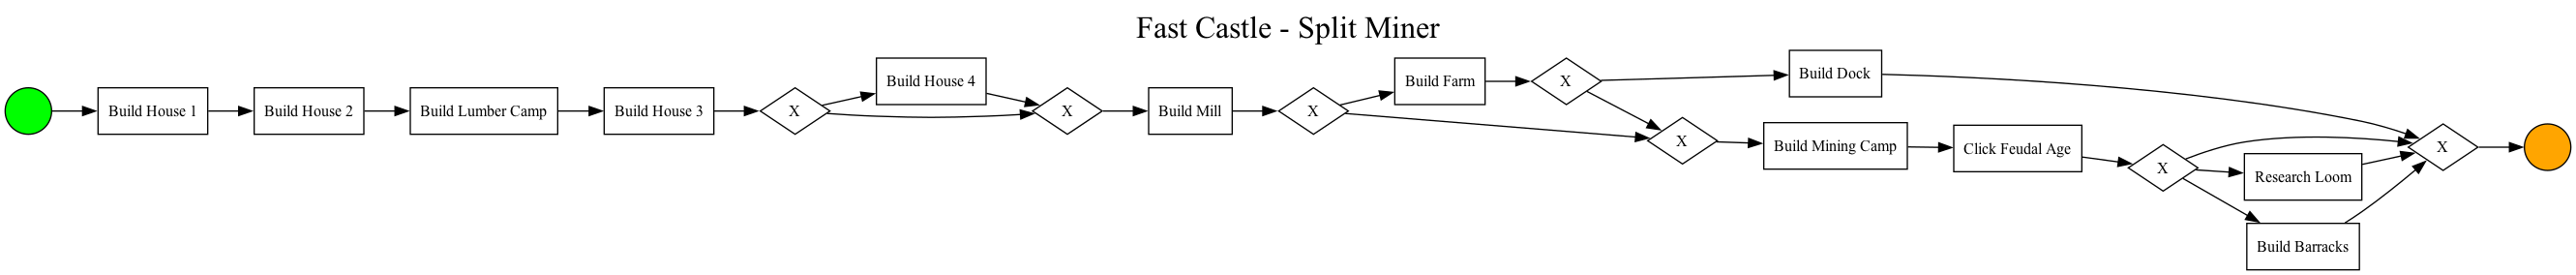 Fast Castle - Split Miner
Build House 1
Build House 2
Build Lumber Camp
Build House 3
X
Build House 4
X
Build Mill
X
Build Farm
X
Build Dock
X
Build Mining Camp
Click Feudal Age
X
Research Loom
Build Barracks
X